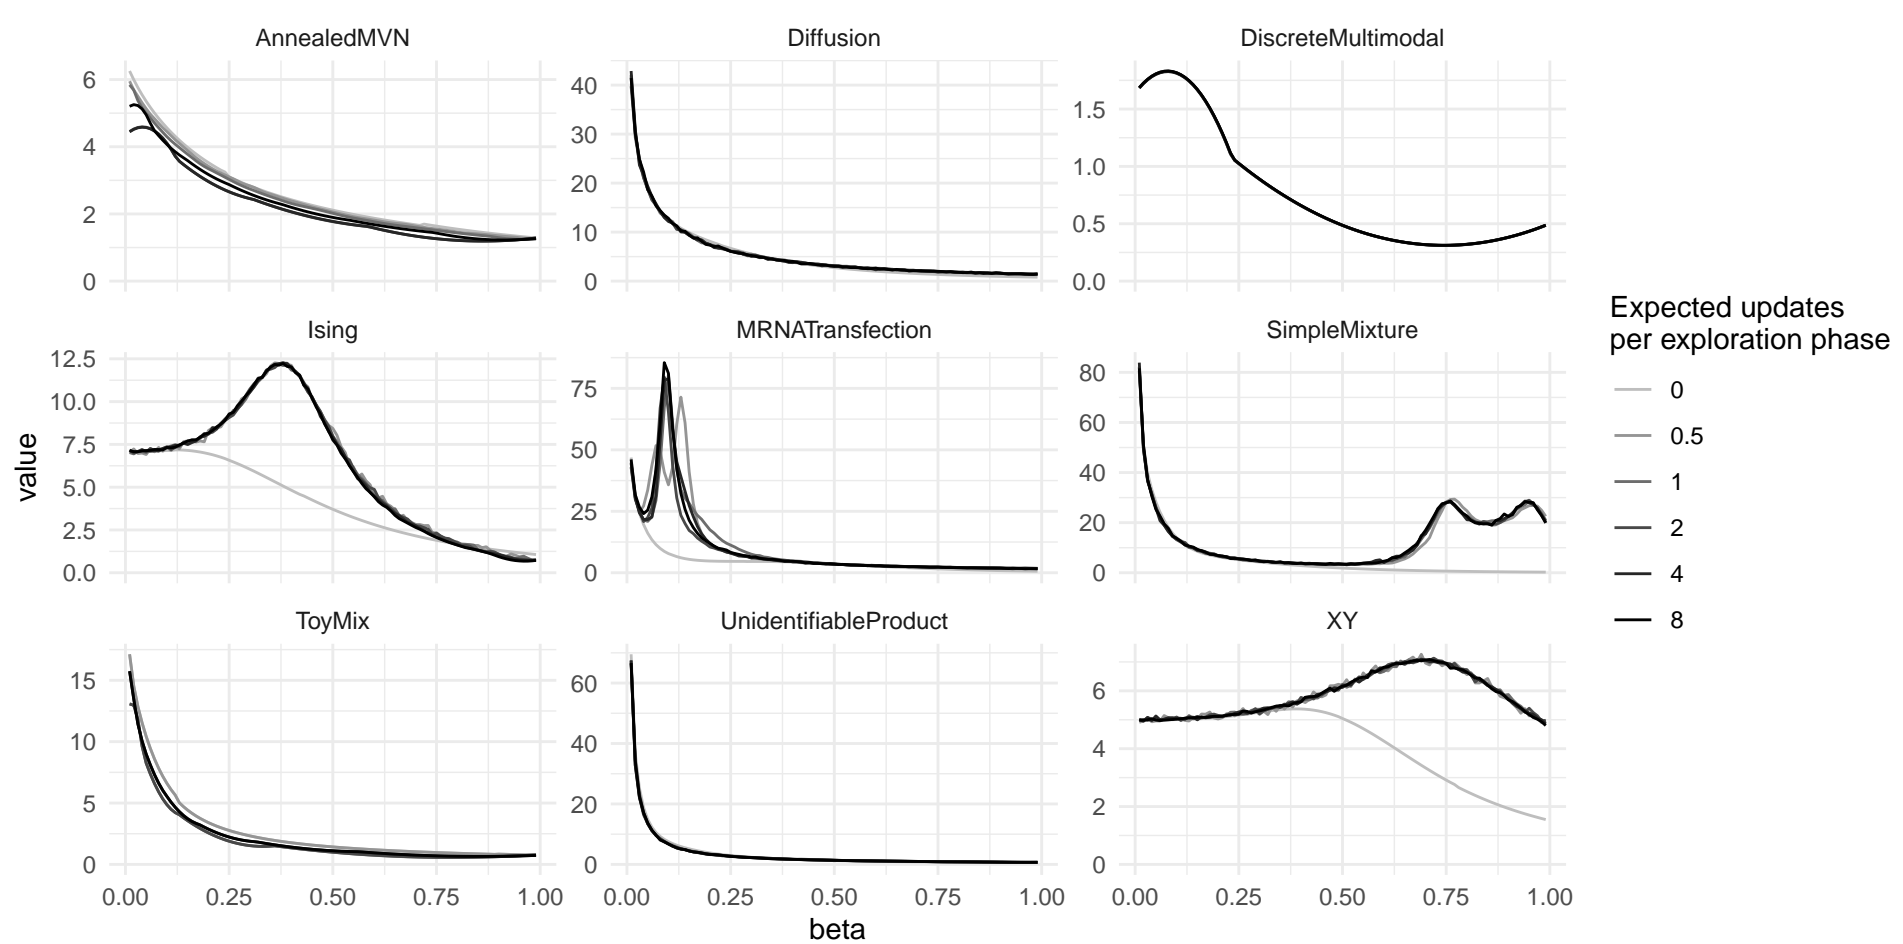 AnnealedMVN
Diffusion
DiscreteMultimodal
6
4
2
0
40
30
20
10
0
1.5
1.0
0.5
0.0
Ising
MRNATransfection
SimpleMixture
12.5
10.0
7.5
5.0
2.5
0.0
75
50
25
0
80
60
40
20
0
value
ToyMix
UnidentifiableProduct
XY
15
10
5
0
60
40
20
0
6
4
2
0
0.00 0.25 0.50 0.75 1.00
0.00 0.25 0.50 0.75 1.00
0.00 0.25 0.50 0.75 1.00
beta
Expected updates
per exploration phase
0
0.5
1
2
4
8